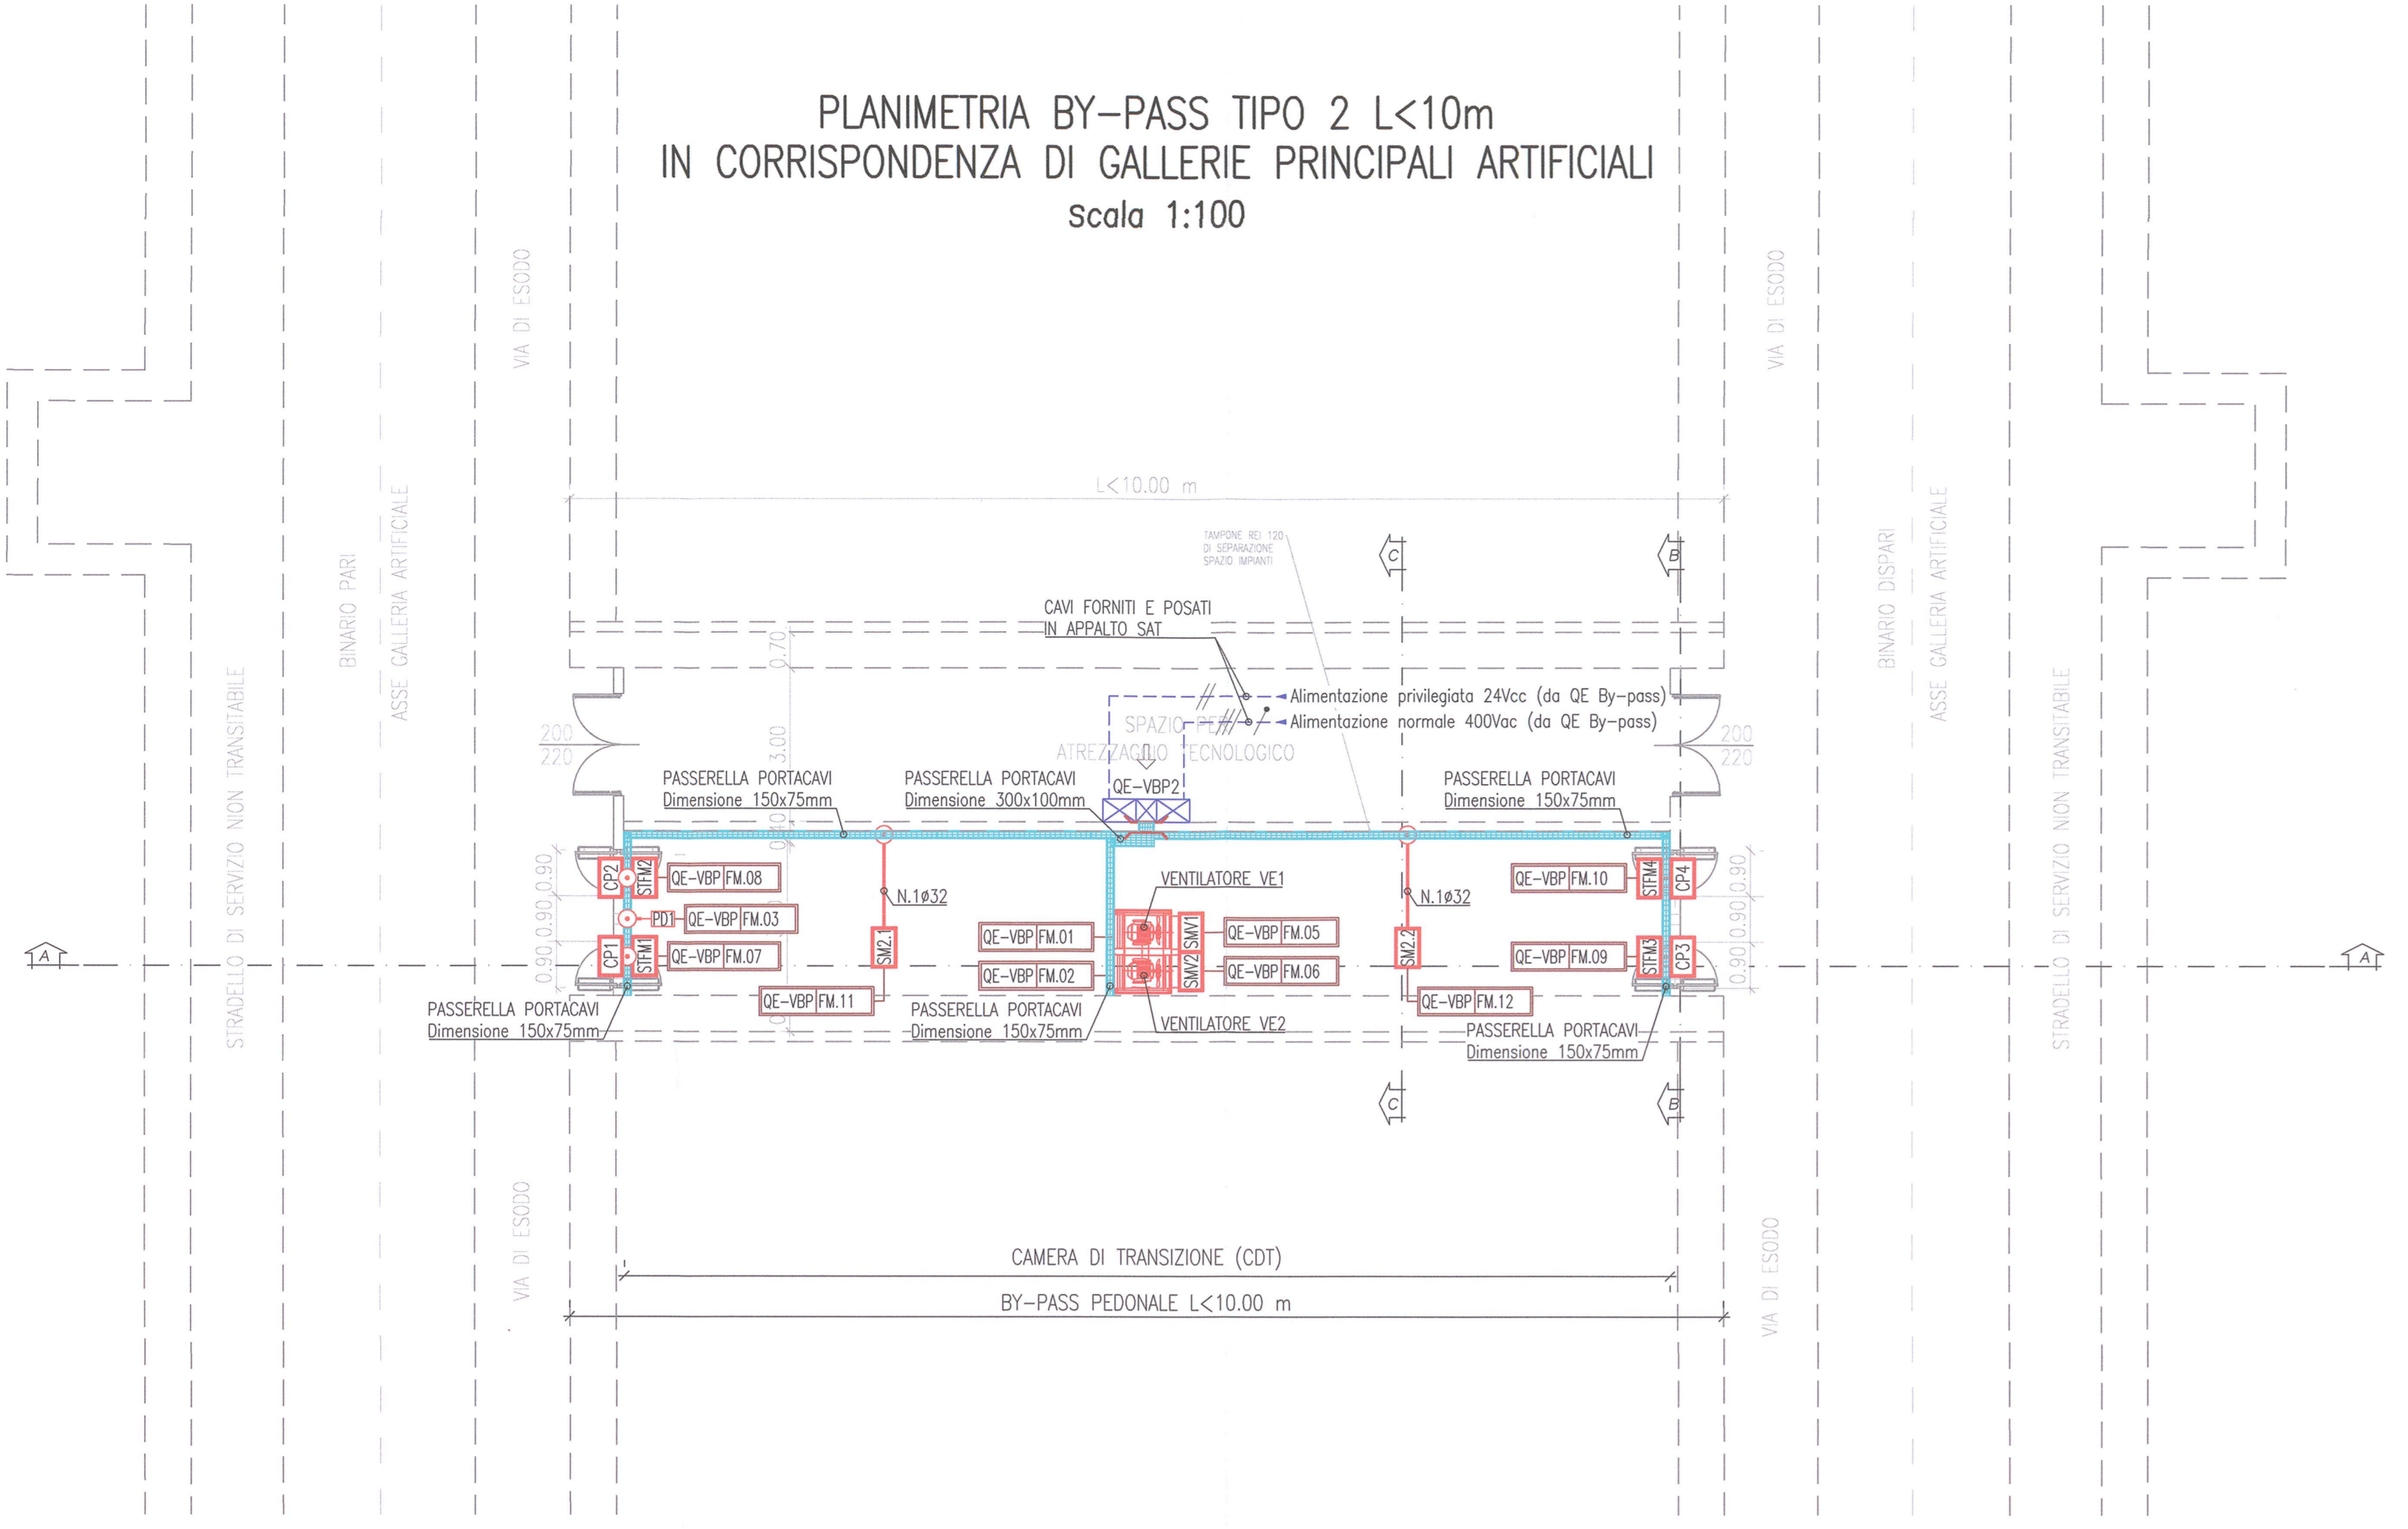 PLANIMETRIA BY-PASS TIPO 2 L<10m
IN CORRISPONDENZA DI GALLERIE PRINCIPALI ARTIFICIALI
scala 1:100
VIA DI ESODO
VIA DI ESODO
L<10.00 m
BINARIO PARI
ASSE GALLERIA ARTIFICIALE
STRADELLO DI SERVIZIO NON TRANSITABILE
BINARIO DISPARI
ASSE GALLERIA ARTIFICIALE
STRADELLO DI SERVIZIO NON TRANSITABILE
TAMPONE REI 120
DI SEPARAZIONE
SPAZIO IMPIANTI
C
B
CAVI FORNITI E POSATI
IN APPALTO SAT
0.70
Alimentazione privilegiata 24Vcc (da QE By-pass)
Alimentazione normale 400Vac (da QE By-pass)
SPAZIO PER
ATREZZAGGIO TECNOLOGICO
200
220
3.00
200
220
QE-VBP2
PASSERELLA PORTACAVI
Dimensione 150x75mm
PASSERELLA PORTACAVI
Dimensione 300x100mm
PASSERELLA PORTACAVI
Dimensione 150x75mm
0.40
0.90
0.90
0.90
CP2
STFM2
QE-VBP FM.08
PD1
QE-VBP FM.03
CP1
STFM1
QE-VBP FM.07
N.1ø32
SM2.1
QE-VBP FM.11
VENTILATORE VE1
QE-VBP FM.01
SMV1
QE-VBP FM.05
QE-VBP FM.02
SMV2
QE-VBP FM.06
VENTILATORE VE2
N.1ø32
SM2.2
QE-VBP FM.12
QE-VBP FM.10
STFM4
CP4
QE-VBP FM.09
STFM3
CP3
0.90
0.90
0.90
A
A
PASSERELLA PORTACAVI
Dimensione 150x75mm
PASSERELLA PORTACAVI
Dimensione 150x75mm
PASSERELLA PORTACAVI
Dimensione 150x75mm
C
B
VIA DI ESODO
VIA DI ESODO
CAMERA DI TRANSIZIONE (CDT)
BY-PASS PEDONALE L<10.00 m